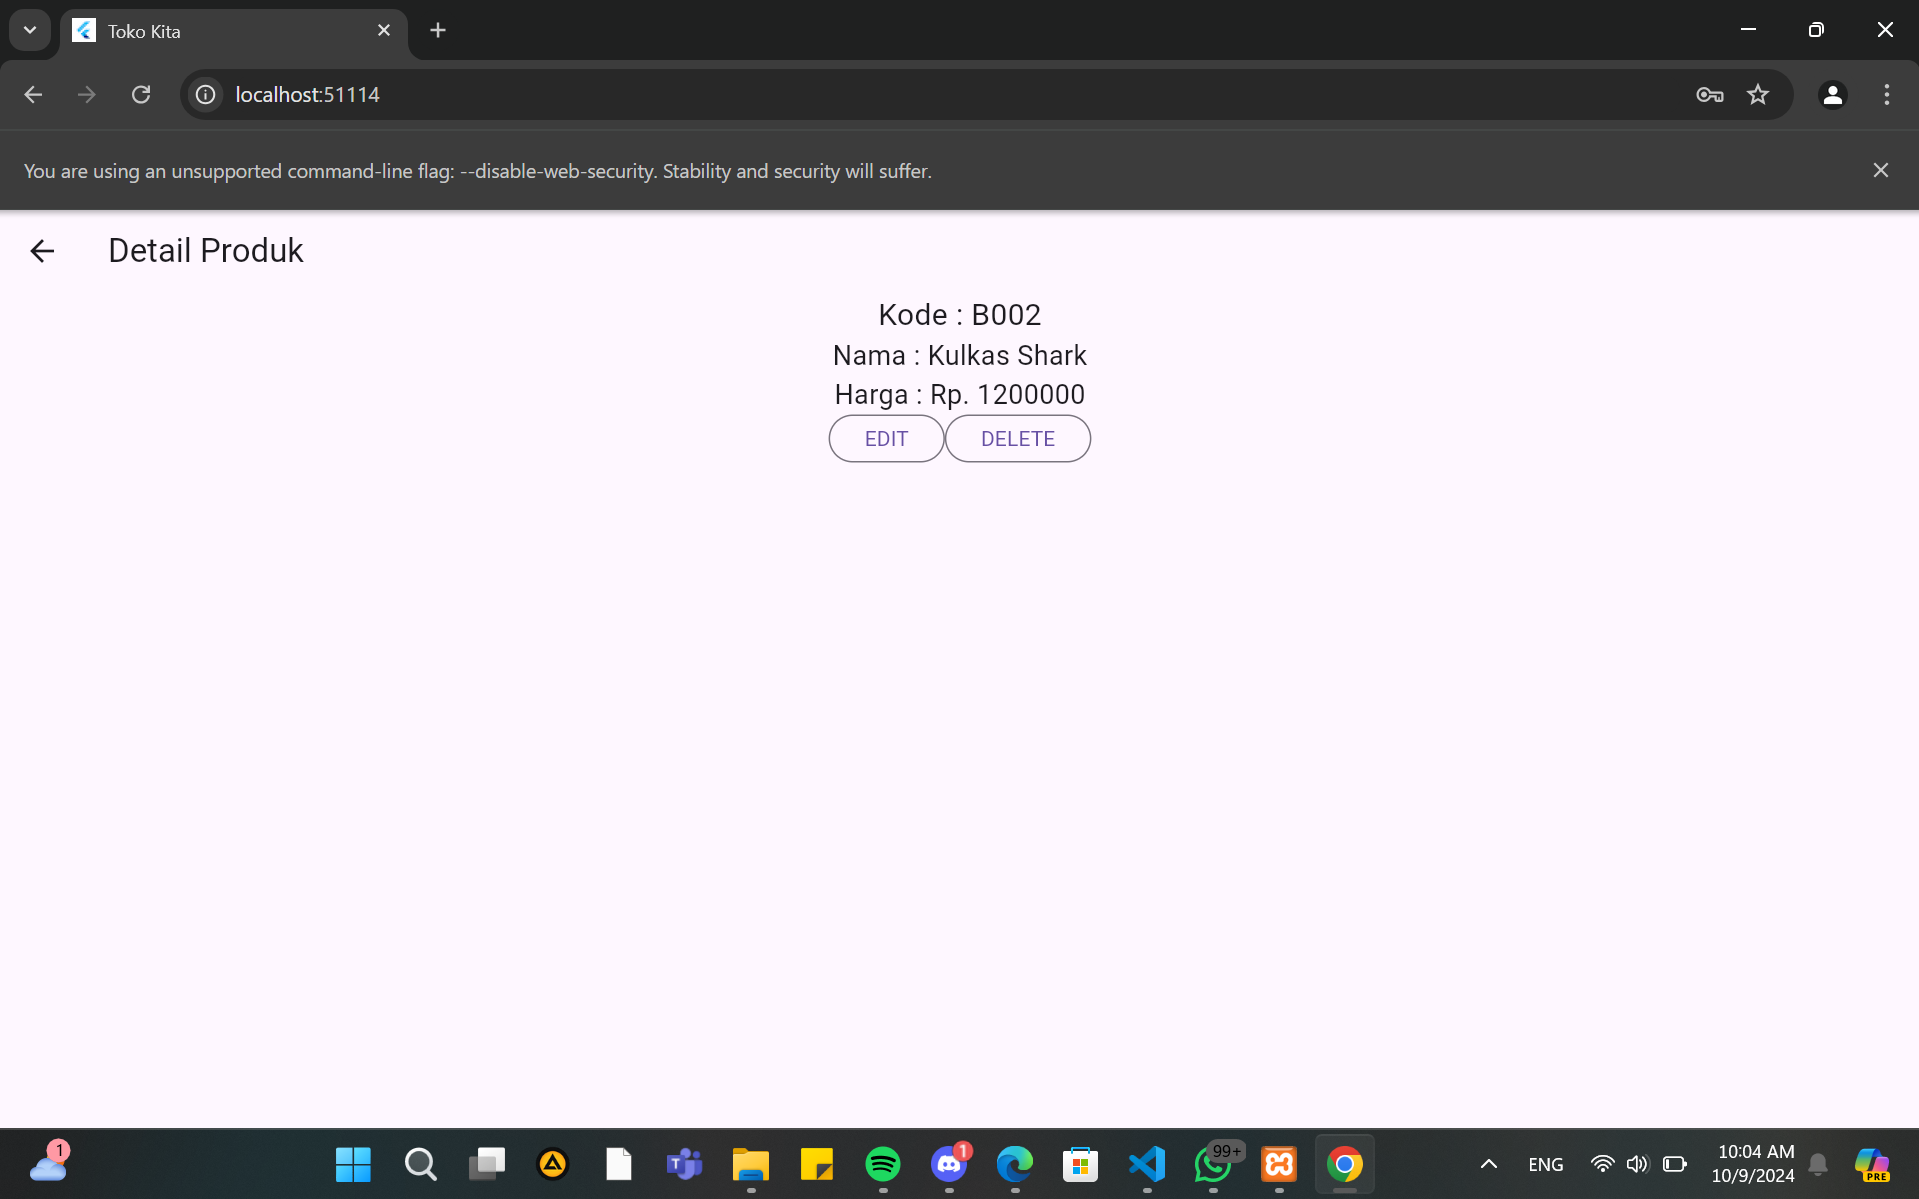 Toko Kita
localhost:51114
You are using an unsupported command-line flag: --disable-web-security. Stability and security will suffer.
Detail Produk
Kode : B002
Nama : Kulkas Shark
Harga : Rp. 1200000
EDIT DELETE
1
1
99+
ENG
10:04 AM
10/9/2024
PRE